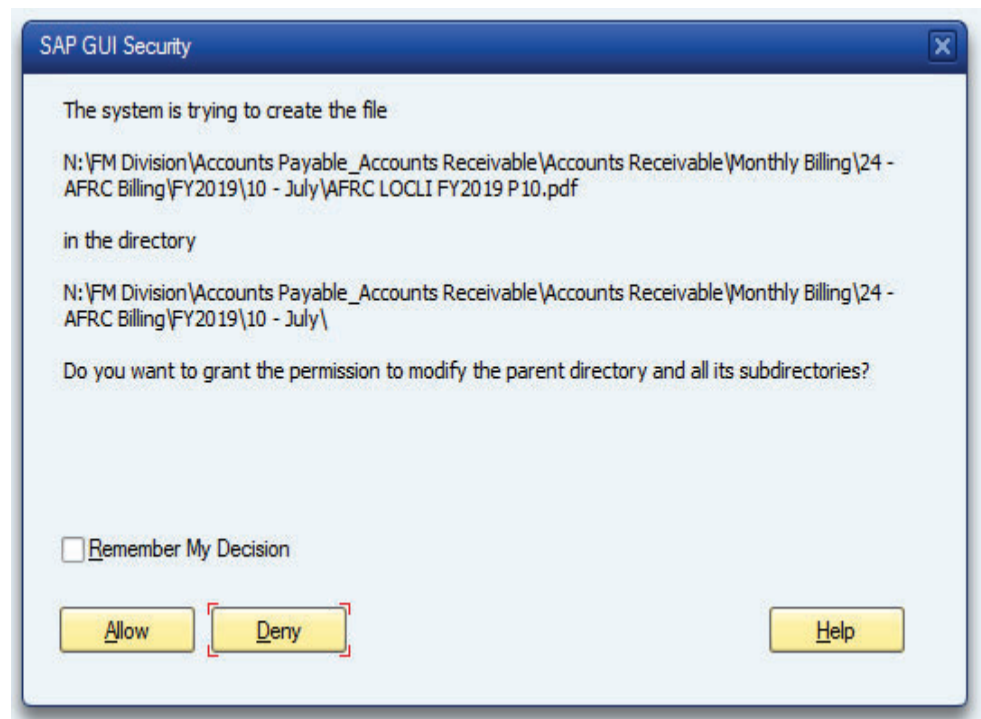 SAP GUI Security
The system is trying to create the file
N:\FM Division\Accounts Payable_Accounts Receivable\Accounts Receivable\Monthly Billing\24 -
AFRC Billing\FY2019\10 - July\AFRC LOCLI FY2019 P10.pdf
in the directory
N:\FM Division\Accounts Payable_Accounts Receivable\Accounts Receivable\Monthly Billing\24 -
AFRC Billing\FY2019\10 - July\
Do you want to grant the permission to modify the parent directory and all its subdirectories?
Remember My Decision
Allow Deny Help